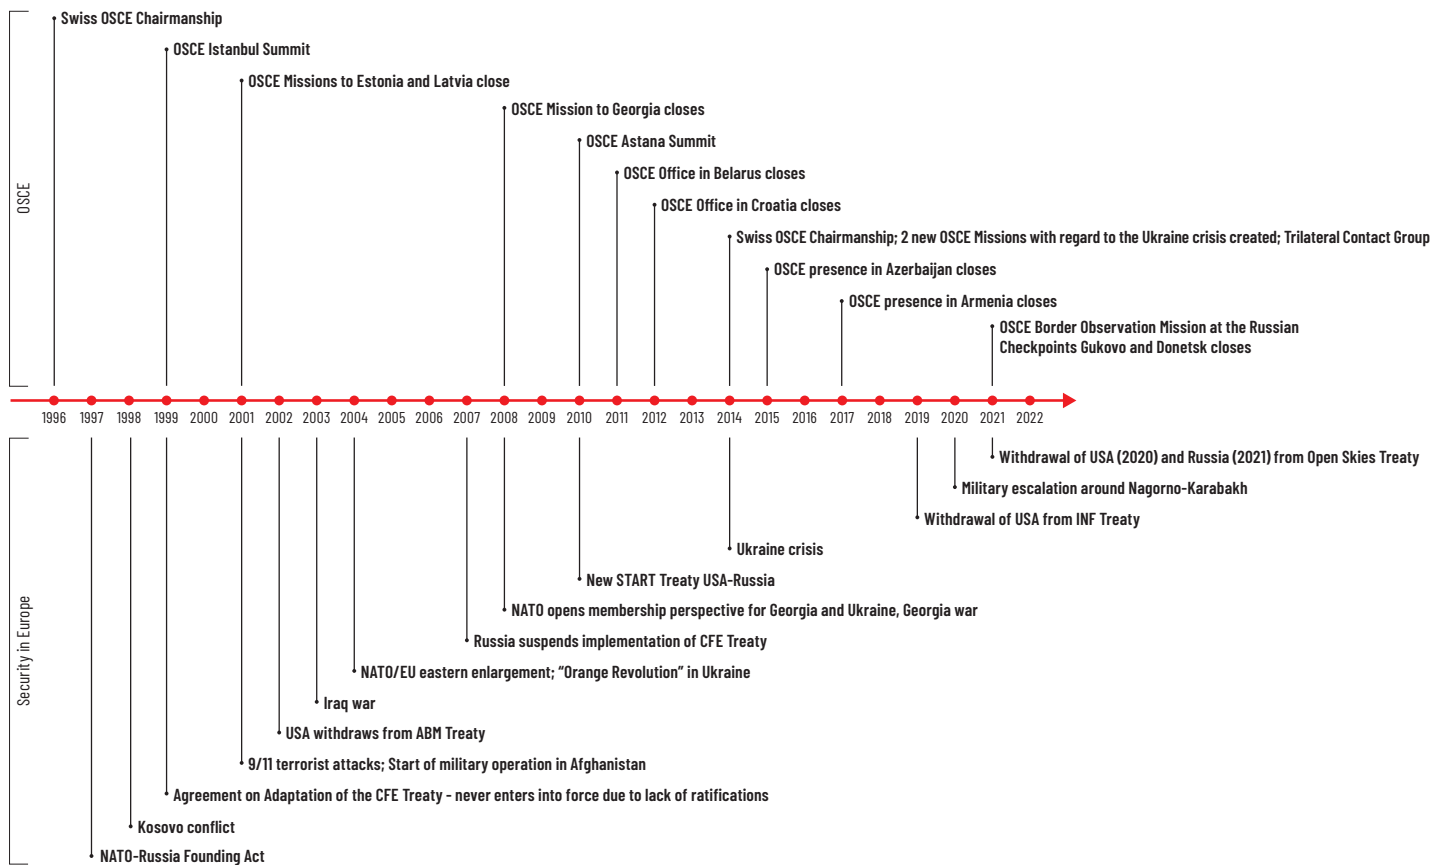 OSCE
Swiss OSCE Chairmanship
OSCE Istanbul Summit
OSCE Missions to Estonia and Latvia close
OSCE Mission to Georgia closes
OSCE Astana Summit
OSCE Office in Belarus closes
OSCE Office in Croatia closes
Swiss OSCE Chairmanship; 2 new OSCE Missions with regard to the Ukraine crisis created; Trilateral Contact Group
OSCE presence in Azerbaijan closes
OSCE presence in Armenia closes
OSCE Border Observation Mission at the Russian
Checkpoints Gukovo and Donetsk closes
1996 1997 1998 1999 2000 2001 2002 2003 2004 2005 2006 2007 2008 2009 2010 2011 2012 2013 2014 2015 2016 2017 2018 2019 2020 2021 2022
Security in Europe
Withdrawal of USA (2020) and Russia (2021) from Open Skies Treaty
Military escalation around Nagorno-Karabakh
Withdrawal of USA from INF Treaty
Ukraine crisis
New START Treaty USA-Russia
NATO opens membership perspective for Georgia and Ukraine, Georgia war
Russia suspends implementation of CFE Treaty
NATO/EU eastern enlargement; “Orange Revolution” in Ukraine
Iraq war
USA withdraws from ABM Treaty
9/11 terrorist attacks; Start of military operation in Afghanistan
Agreement on Adaptation of the CFE Treaty - never enters into force due to lack of ratifications
Kosovo conflict
NATO-Russia Founding Act